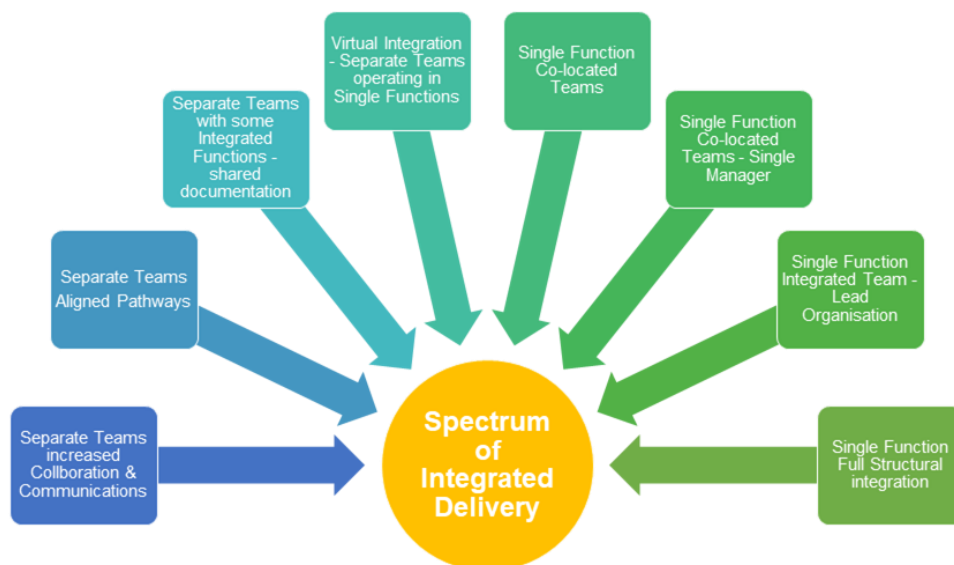 Separate Teams
increased
Collboration &
Communications
Separate Teams
Aligned Pathways
Separate Teams
with some
Integrated
Functions -
shared
documentation
Virtual Integration
- Separate Teams
operating in
Single Functions
Single Function
Co-located
Teams
Single Function
Co-located
Teams - Single
Manager
Single Function
Integrated Team -
Lead
Organisation
Single Function
Full Structural
integration
Spectrum
of
Integrated
Delivery